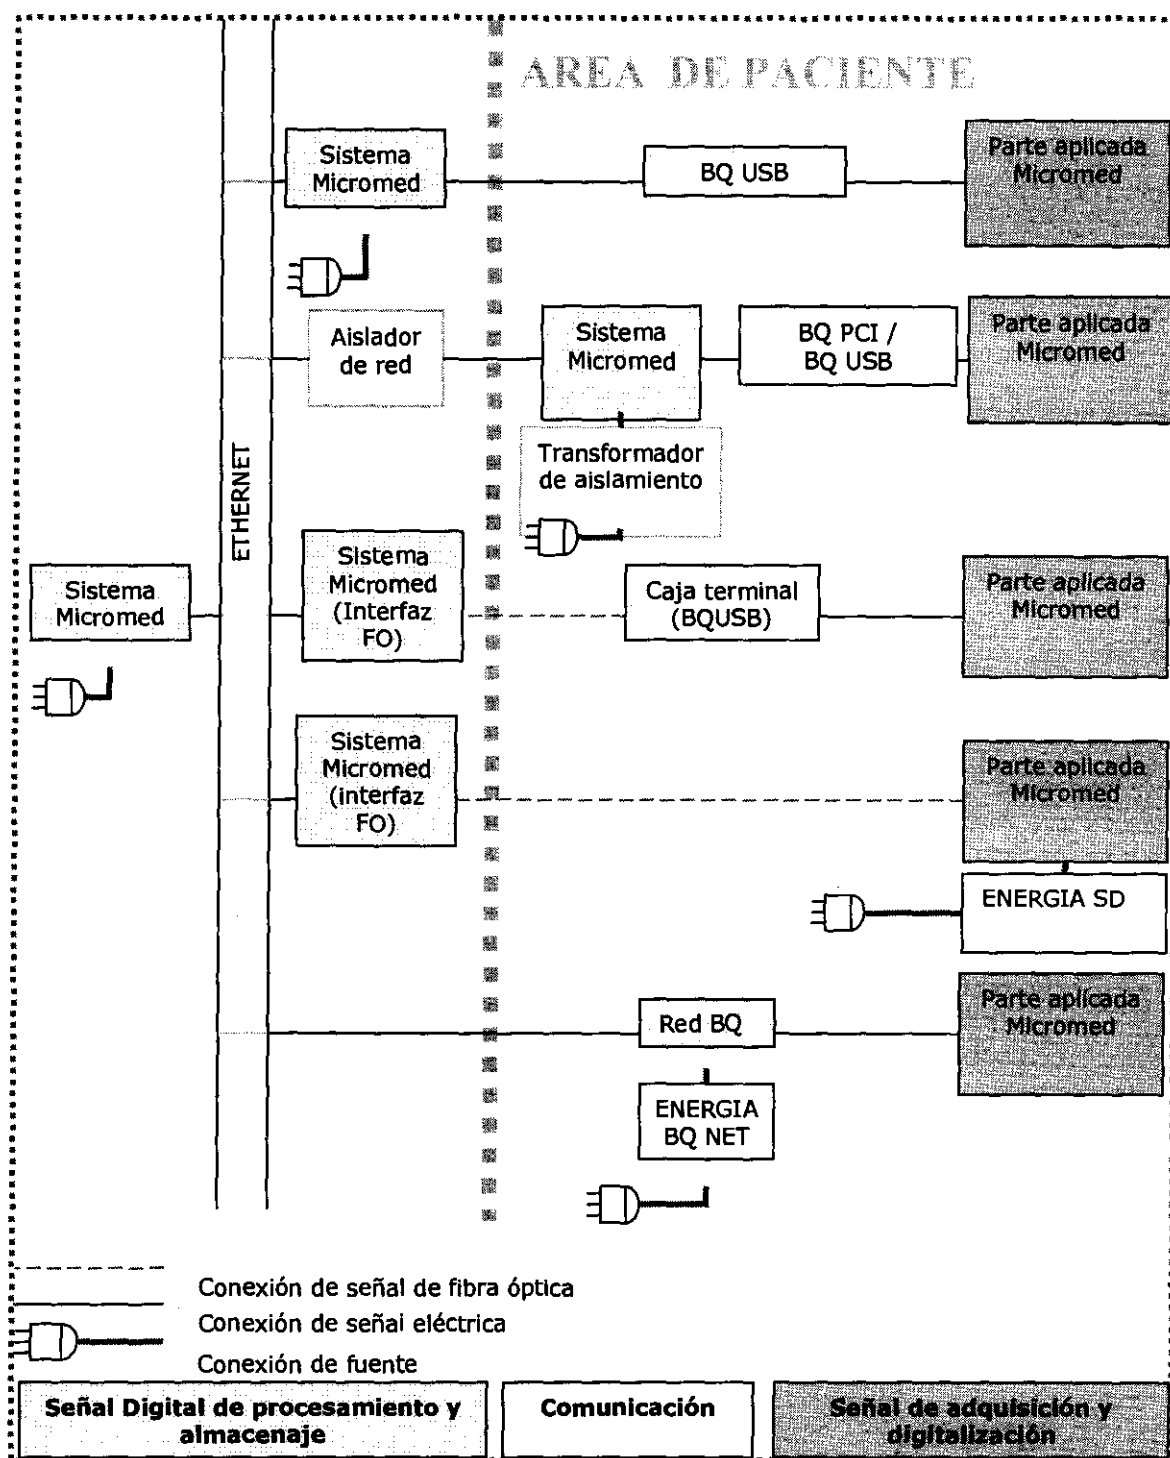 AREA DE PACIENTE
Sistema
Micromed
BQ USB
Parte aplicada
Micromed
Aislador
de red
Sistema
Micromed
BQ PCI /
BQ USB
Parte aplicada
Micromed
Transformador
de aislamiento
ETHERNET
Sistema
Micromed
Sistema
Micromed
(Interfaz
FO)
Caja terminal
(BQUSB)
Parte aplicada
Micromed
Sistema
Micromed
(interfaz
FO)
Parte aplicada
Micromed
ENERGIA SD
Red BQ
Parte aplicada
Micromed
ENERGIA
BQ NET
Conexión de señal de fibra óptica
Conexión de señal eléctrica
Conexión de fuente
Señal Digital de procesamiento y
almacenaje
Comunicación
Señal de adquisición y
digitalización